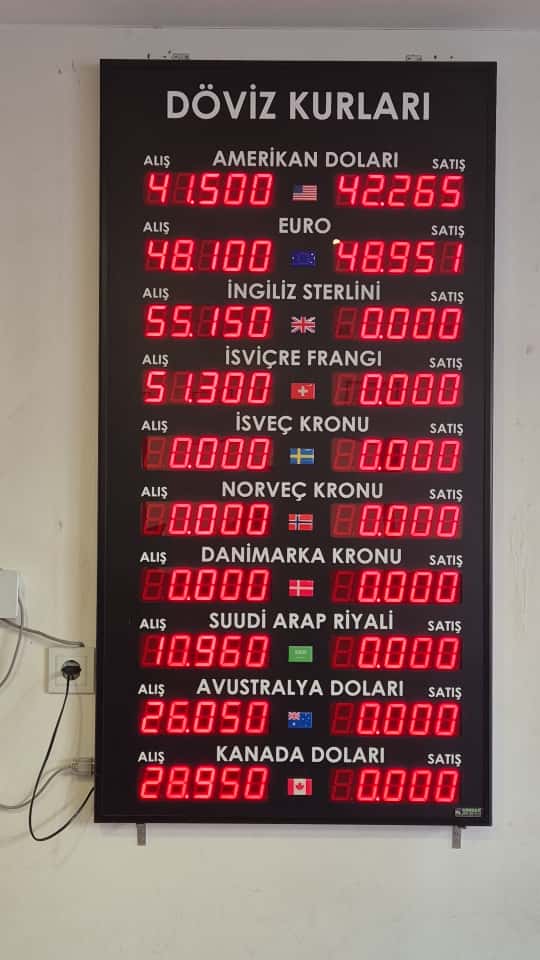 DÖVİZ KURLARI
ALIŞ AMERİKAN DOLARI SATIŞ
41.500 42.265
ALIŞ EURO SATIŞ
48.100 48.951
ALIŞ İNGİLİZ STERLİNİ SATIŞ
55.150 0.000
ALIŞ İSVİÇRE FRANGI SATIŞ
51.300 0.000
ALIŞ İSVEÇ KRONU SATIŞ
0.000 0.000
ALIŞ NORVEÇ KRONU SATIŞ
0.000 0.000
ALIŞ DANİMARKA KRONU SATIŞ
0.000 0.000
ALIŞ SUUDİ ARAP RİYALİ SATIŞ
10.960 0.000
ALIŞ AVUSTRALYA DOLARI SATIŞ
26.050 0.000
ALIŞ KANADA DOLARI SATIŞ
28.950 0.000